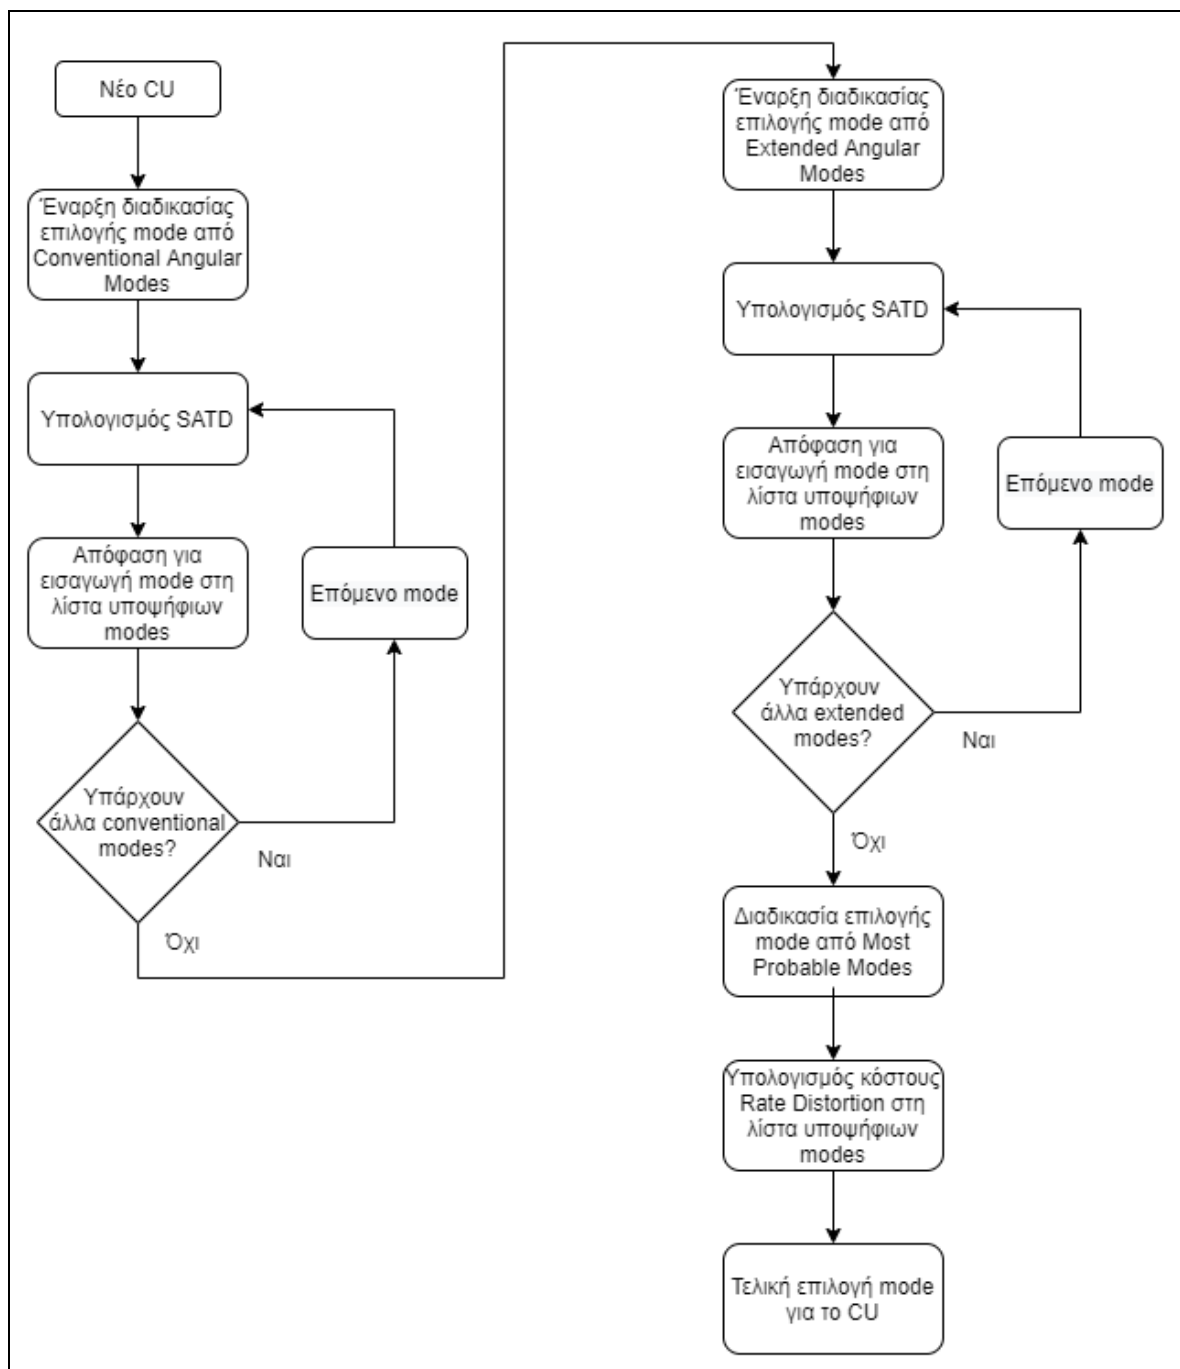 Νέο CU
Έναρξη διαδικασίας
επιλογής mode από
Conventional Angular
Modes
Υπολογισμός SATD
Απόφαση για
εισαγωγή mode στη
λίστα υποψήφιων
modes
Επόμενο mode
Υπάρχουν
άλλα conventional
modes?
Ναι
Όχι
Έναρξη διαδικασίας
επιλογής mode από
Extended Angular
Modes
Υπολογισμός SATD
Απόφαση για
εισαγωγή mode στη
λίστα υποψήφιων
modes
Επόμενο mode
Υπάρχουν
άλλα extended
modes?
Ναι
Όχι
Διαδικασία επιλογής
mode από Most
Probable Modes
Υπολογισμός κόστους
Rate Distortion στη
λίστα υποψήφιων
modes
Τελική επιλογή mode
για το CU